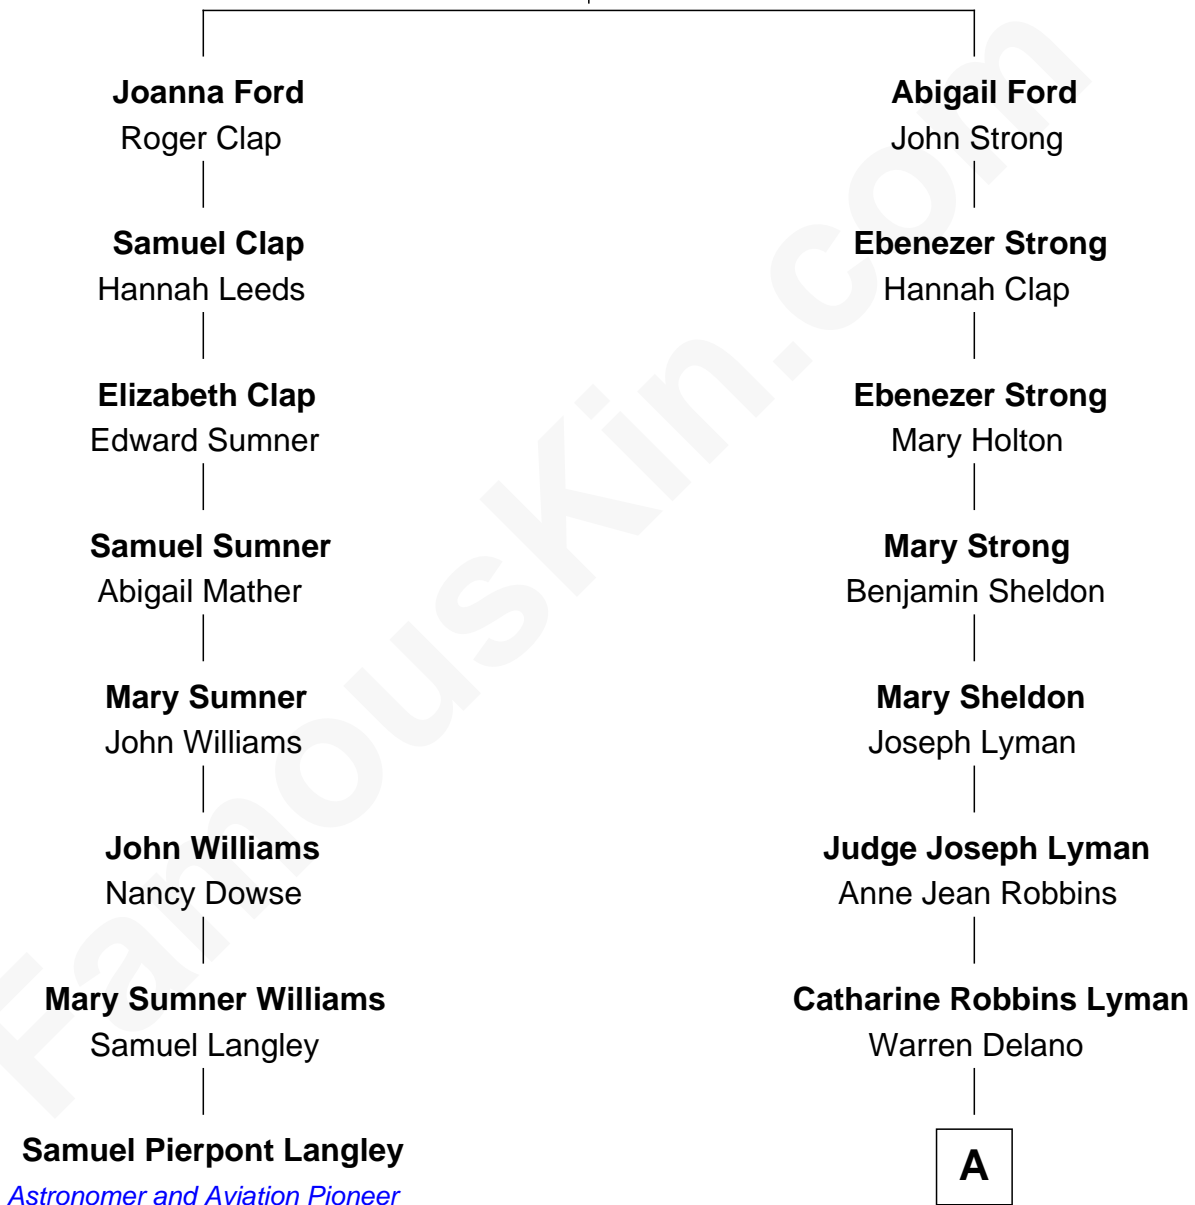 Joanna Ford
Roger Clap
Abigail Ford
John Strong
Samuel Clap
Hannah Leeds
Ebenezer Strong
Hannah Clap
Elizabeth Clap
Edward Sumner
Ebenezer Strong
Mary Holton
Samuel Sumner
Abigail Mather
Mary Strong
Benjamin Sheldon
Mary Sumner
John Williams
Mary Sheldon
Joseph Lyman
John Williams
Nancy Dowse
Judge Joseph Lyman
Anne Jean Robbins
Mary Sumner Williams
Samuel Langley
Catharine Robbins Lyman
Warren Delano
Samuel Pierpont Langley
Astronomer and Aviation Pioneer
A
FamousKin.com